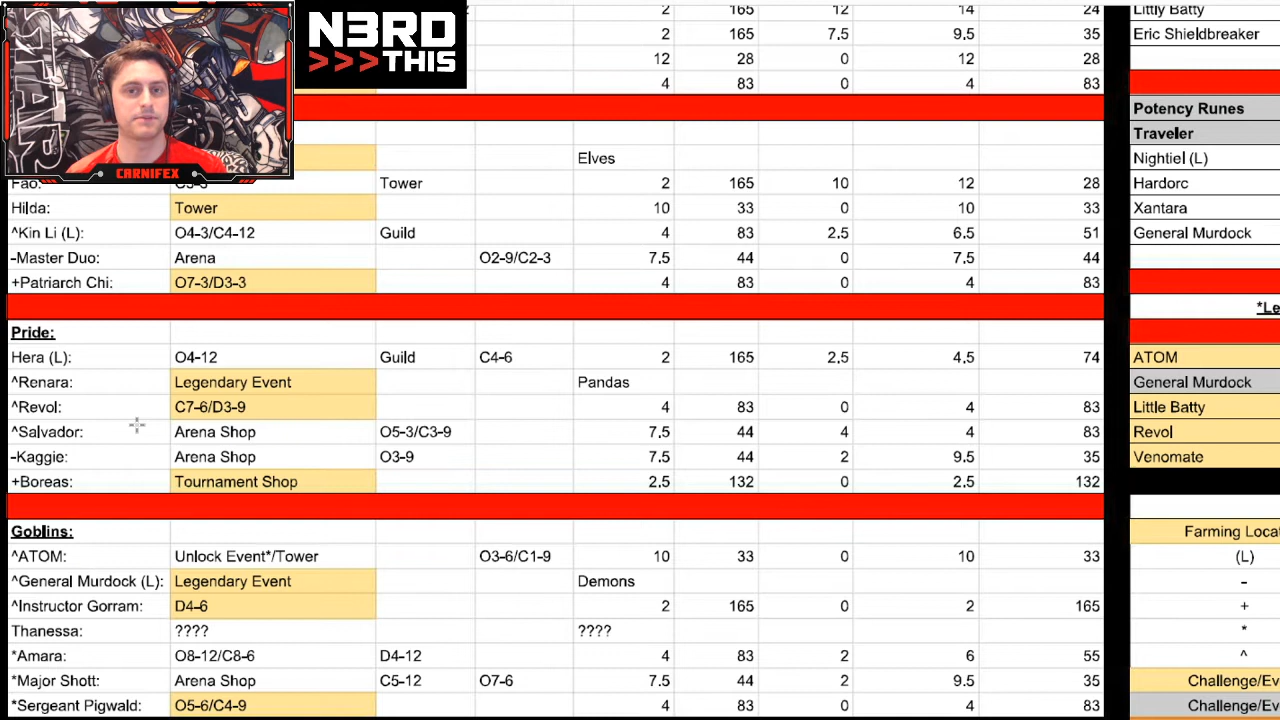 N3RD
>>>THIS
CARNIFEX
2 165 12 14 24
2 165 7.5 9.5 35
12 28 0 12 28
4 83 0 4 83
Elves
Fao: Tower 2 165 10 12 28
Hilda: Tower 10 33 0 10 33
^Kin Li (L): O4-3/C4-12 Guild 4 83 2.5 6.5 51
-Master Duo: Arena O2-9/C2-3 7.5 44 0 7.5 44
+Patriarch Chi: O7-3/D3-3 4 83 0 4 83
Pride:
Hera (L): O4-12 Guild C4-6 2 165 2.5 4.5 74
^Renara: Legendary Event Pandas
^Revol: C7-6/D3-9 4 83 0 4 83
^Salvador: Arena Shop O5-3/C3-9 7.5 44 4 4 83
-Kaggie: Arena Shop O3-9 7.5 44 2 9.5 35
+Boreas: Tournament Shop 2.5 132 0 2.5 132
Goblins:
^ATOM: Unlock Event*/Tower O3-6/C1-9 10 33 0 10 33
^General Murdock (L): Legendary Event Demons
^Instructor Gorram: D4-6 2 165 0 2 165
Thanessa: ???? ????
*Amara: O8-12/C8-6 D4-12 4 83 2 6 55
*Major Shott: Arena Shop C5-12 O7-6 7.5 44 2 9.5 35
*Sergeant Pigwald: O5-6/C4-9 4 83 0 4 83
Littly Batty
Eric Shieldbreaker
Potency Runes
Traveler
Nightiel (L)
Hardorc
Xantara
General Murdock
*Le
ATOM
General Murdock
Little Batty
Revol
Venomate
Farming Locat
(L)
-
+
*
^
Challenge/Ev
Challenge/Ev